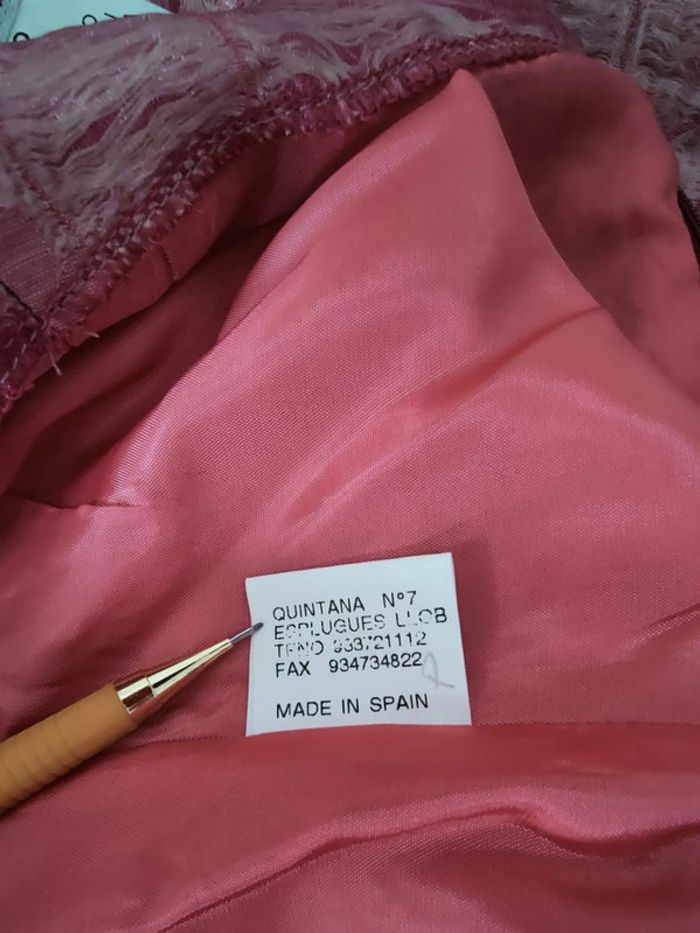 QUINTANA Nº7
ESPLUGUES LLOB
TFNO 933721112
FAX 934734822
MADE IN SPAIN